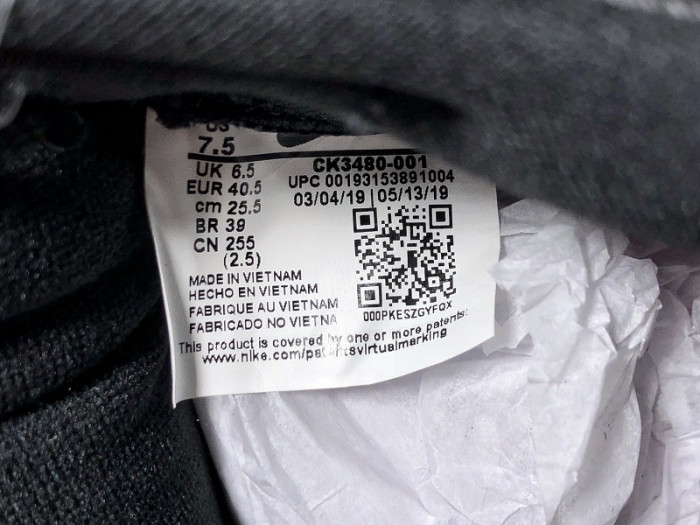 US
7.5
UK 6.5
EUR 40.5
cm 25.5
BR 39
CN 255
(2.5)
CK3480-001
UPC 00193153891004
03/04/19 | 05/13/19
000PKESZGYFQX
MADE IN VIETNAM
HECHO EN VIETNAM
FABRIQUE AU VIETNAM
FABRICADO NO VIETNA
This product is covered by one or more patents:
www.nike.com/patentsvirtualmarking